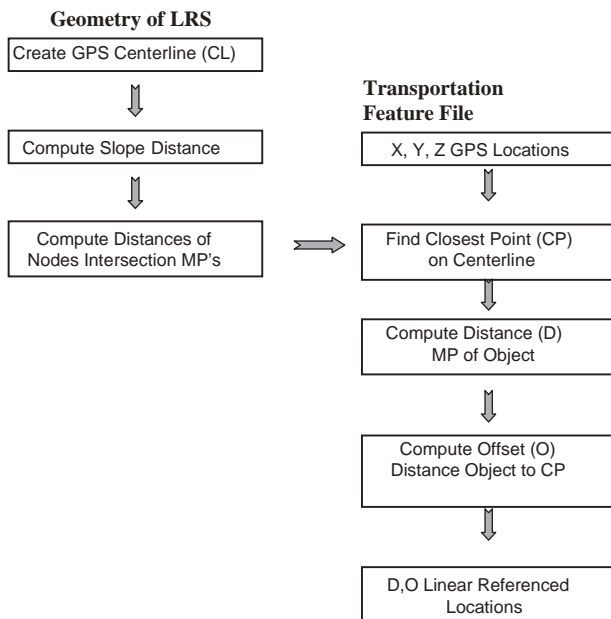 Geometry of LRS
Create GPS Centerline (CL)
Compute Slope Distance
Compute Distances of
Nodes Intersection MP's
Transportation
Feature File
X, Y, Z GPS Locations
Find Closest Point (CP)
on Centerline
Compute Distance (D)
MP of Object
Compute Offset (O)
Distance Object to CP
D,O Linear Referenced
Locations